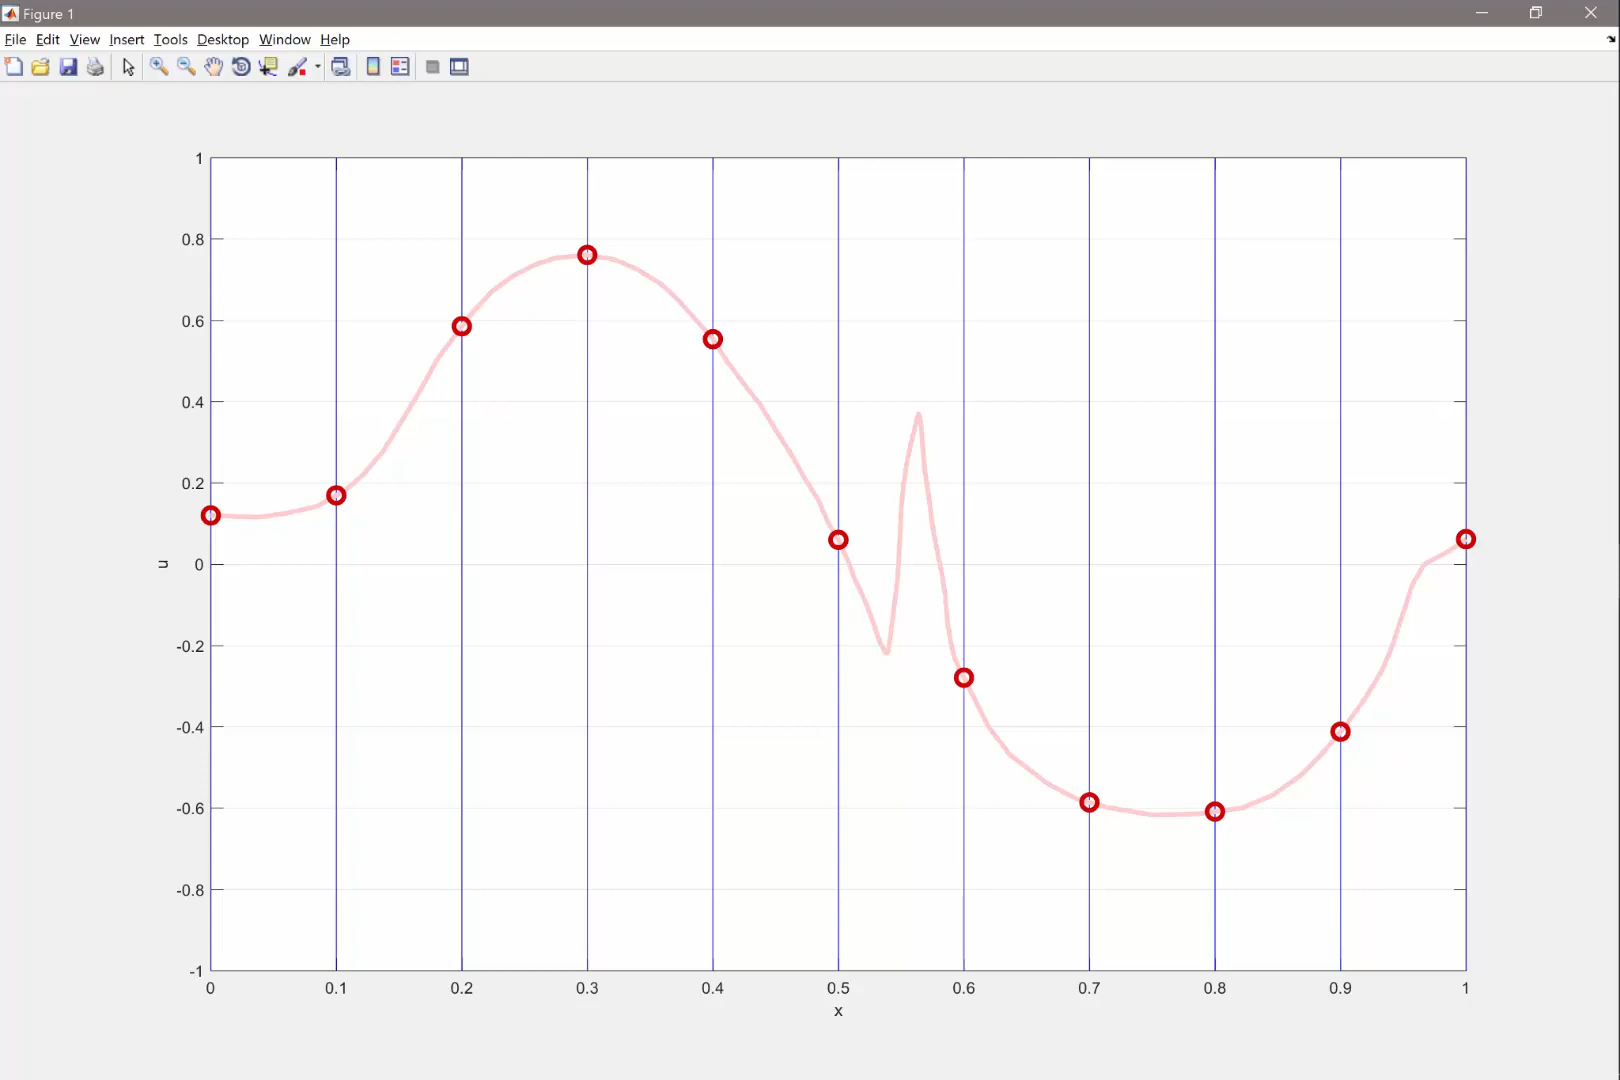 Figure 1
File Edit View Insert Tools Desktop Window Help
1
0.8
0.6
0.4
0.2
0
-0.2
-0.4
-0.6
-0.8
-1
u
0 0.1 0.2 0.3 0.4 0.5 0.6 0.7 0.8 0.9 1
x